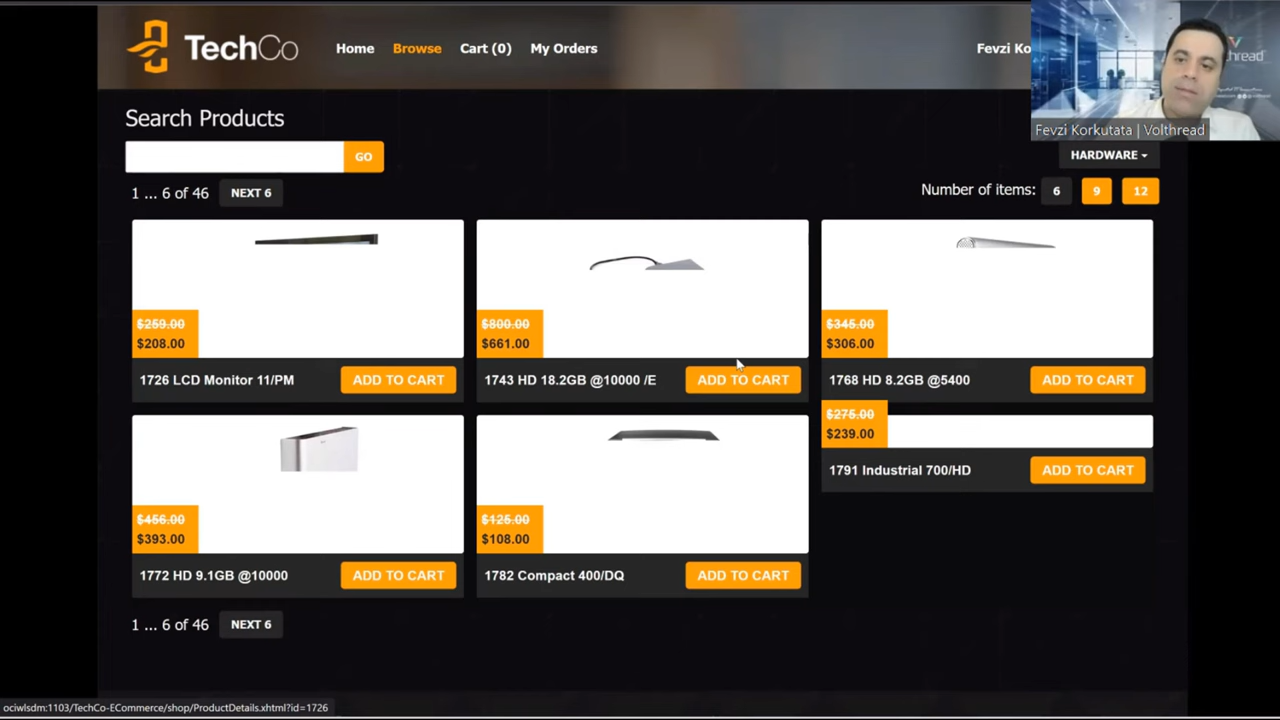 TechCo
Home Browse Cart (0) My Orders
Fevzi Ko
Fevzi Korkutata | Volthread
Search Products
GO
HARDWARE
1 ... 6 of 46 NEXT 6
Number of items: 6 9 12
$259.00
$208.00
1726 LCD Monitor 11/PM ADD TO CART
$800.00
$661.00
1743 HD 18.2GB @10000 /E ADD TO CART
$345.00
$306.00
1768 HD 8.2GB @5400 ADD TO CART
$456.00
$393.00
1772 HD 9.1GB @10000 ADD TO CART
$125.00
$108.00
1782 Compact 400/DQ ADD TO CART
$275.00
$239.00
1791 Industrial 700/HD ADD TO CART
1 ... 6 of 46 NEXT 6
ociwlsdm:1103/TechCo-ECommerce/shop/ProductDetails.xhtml?id=1726